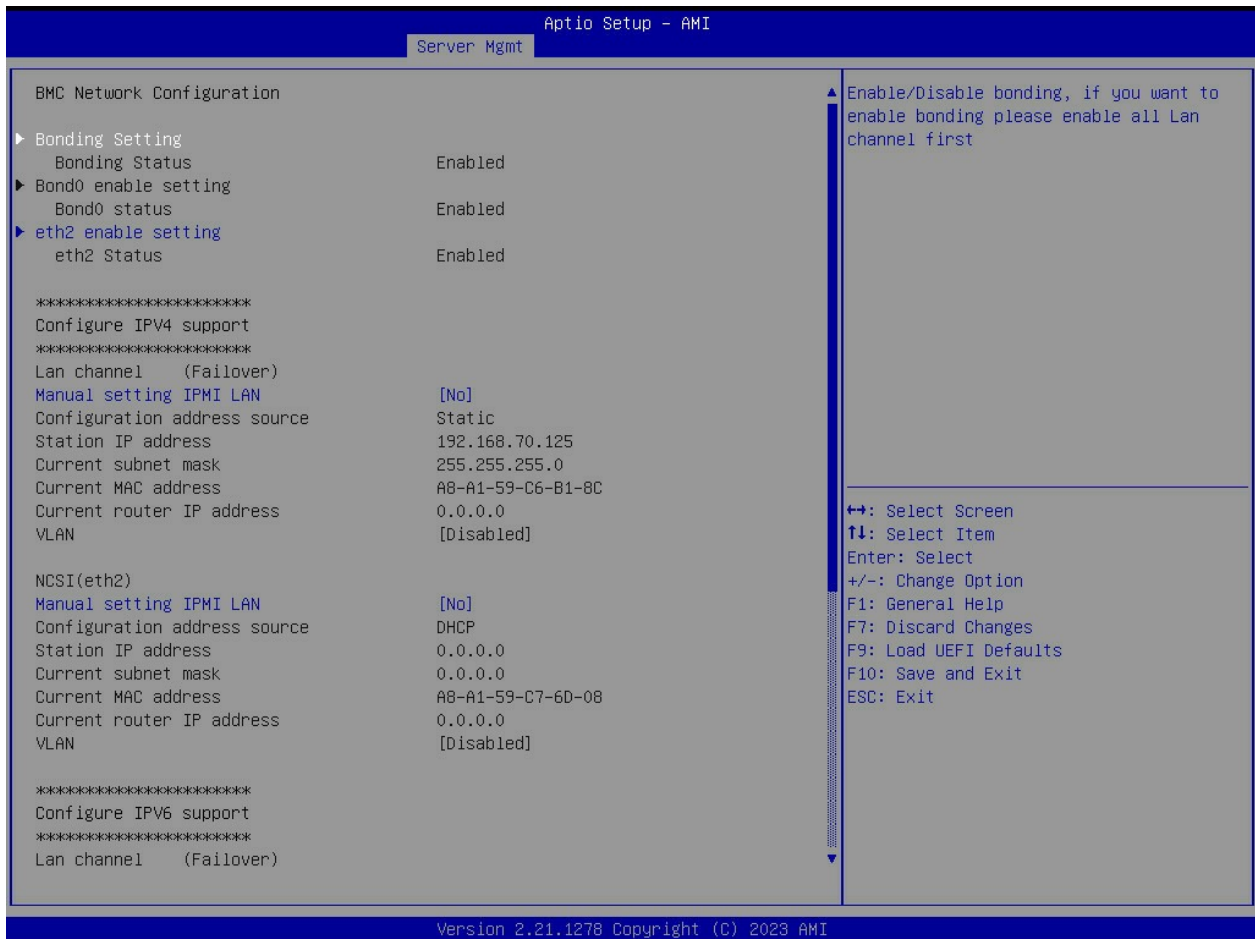 Aptio Setup – AMI
Server Mgmt
BMC Network Configuration
Bonding Setting
Bonding Status Enabled
Bond0 enable setting
Bond0 status Enabled
eth2 enable setting
eth2 Status Enabled
***********************
Configure IPV4 support
***********************
Lan channel (Failover)
Manual setting IPMI LAN [No]
Configuration address source Static
Station IP address 192.168.70.125
Current subnet mask 255.255.255.0
Current MAC address A8-A1-59-C6-B1-8C
Current router IP address 0.0.0.0
VLAN [Disabled]
NCSI(eth2)
Manual setting IPMI LAN [No]
Configuration address source DHCP
Station IP address 0.0.0.0
Current subnet mask 0.0.0.0
Current MAC address A8-A1-59-C7-6D-08
Current router IP address 0.0.0.0
VLAN [Disabled]
***********************
Configure IPV6 support
***********************
Lan channel (Failover)
Enable/Disable bonding, if you want to
enable bonding please enable all Lan
channel first
↔: Select Screen
↑↓: Select Item
Enter: Select
+/-: Change Option
F1: General Help
F7: Discard Changes
F9: Load UEFI Defaults
F10: Save and Exit
ESC: Exit
Version 2.21.1278 Copyright (C) 2023 AMI